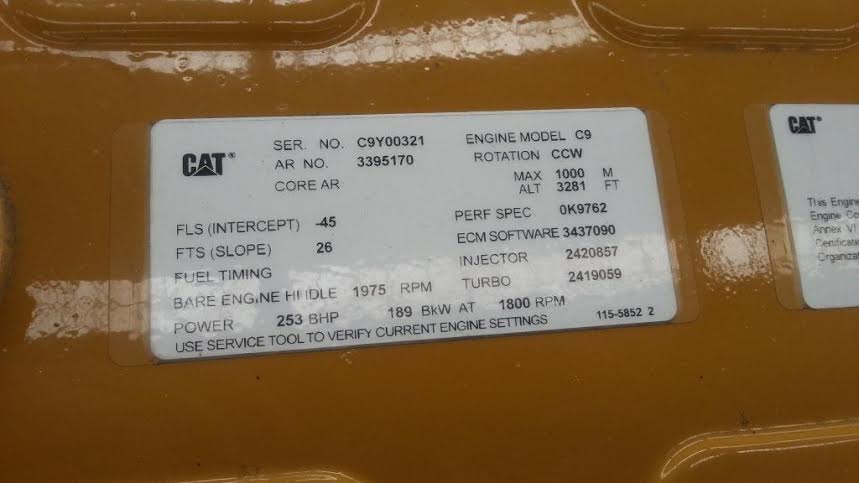 CAT®
SER. NO. C9Y00321
AR NO. 3395170
CORE AR
FLS (INTERCEPT) -45
FTS (SLOPE) 26
FUEL TIMING
BARE ENGINE HI IDLE 1975 RPM
POWER 253 BHP 189 BkW AT 1800 RPM
USE SERVICE TOOL TO VERIFY CURRENT ENGINE SETTINGS
ENGINE MODEL C9
ROTATION CCW
MAX 1000 M
ALT 3281 FT
PERF SPEC 0K9762
ECM SOFTWARE 3437090
INJECTOR 2420857
TURBO 2419059
115-5852 2
CAT®
This Engine
Engine Co
Annex VI
Certificati
Organizat